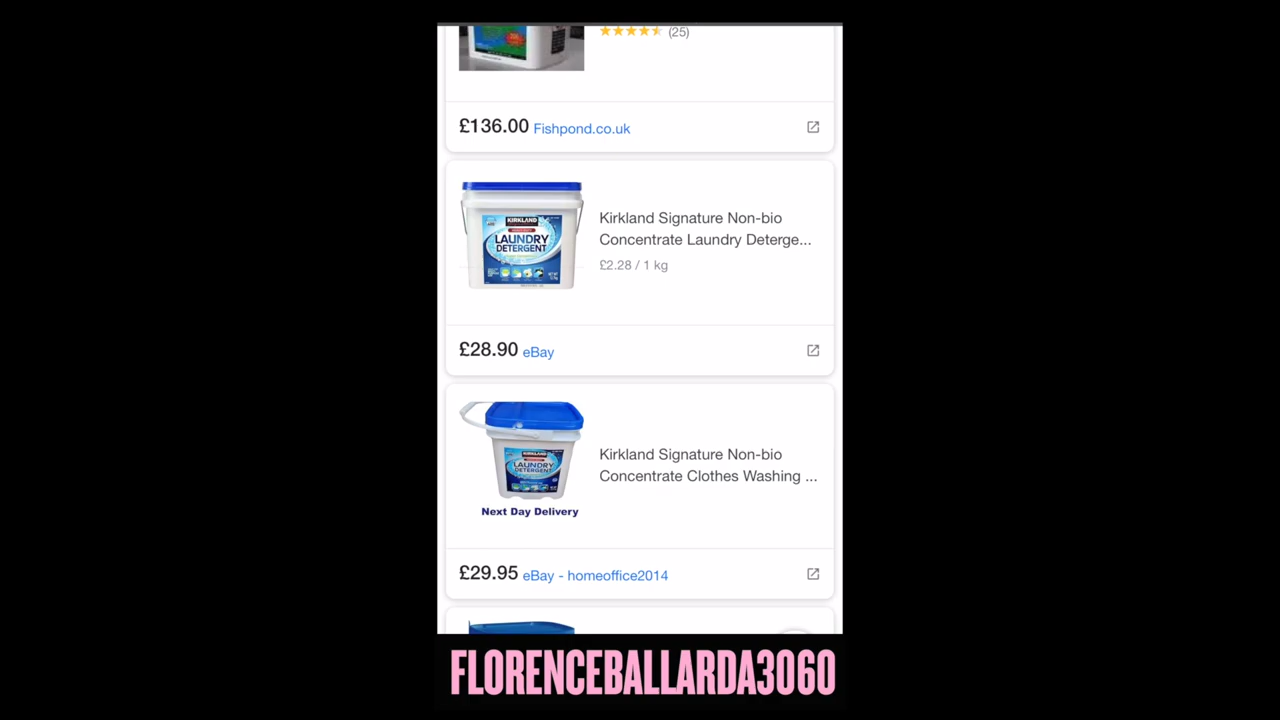 (25)
£136.00 Fishpond.co.uk
KIRKLAND
LAUNDRY
DETERGENT
Kirkland Signature Non-bio
Concentrate Laundry Deterge...
£2.28 / 1 kg
£28.90 eBay
KIRKLAND
LAUNDRY
DETERGENT
Next Day Delivery
Kirkland Signature Non-bio
Concentrate Clothes Washing ...
£29.95 eBay - homeoffice2014
FLORENCEBALLARDA3060